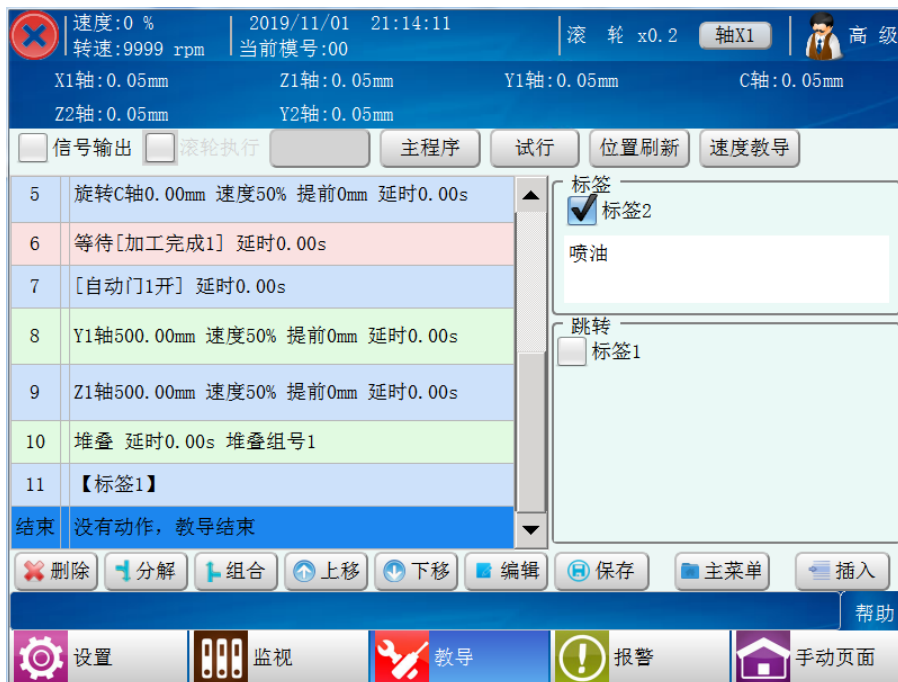 速度:0 % 2019/11/01 21:14:11 滚 轮 x0.2 轴X1 高 级
转速:9999 rpm 当前模号:00
X1轴:0.05mm Z1轴:0.05mm Y1轴:0.05mm C轴:0.05mm
Z2轴:0.05mm Y2轴:0.05mm
信号输出 滚轮执行 主程序 试行 位置刷新 速度教导
5 旋转C轴0.00mm 速度50% 提前0mm 延时0.00s
6 等待[加工完成1] 延时0.00s
7 [自动门1开] 延时0.00s
8 Y1轴500.00mm 速度50% 提前0mm 延时0.00s
9 Z1轴500.00mm 速度50% 提前0mm 延时0.00s
10 堆叠 延时0.00s 堆叠组号1
11 【标签1】
结束 没有动作，教导结束
标签
标签2
喷油
跳转
标签1
删除 分解 组合 上移 下移 编辑 保存 主菜单 插入
帮助
设置 监视 教导 报警 手动页面